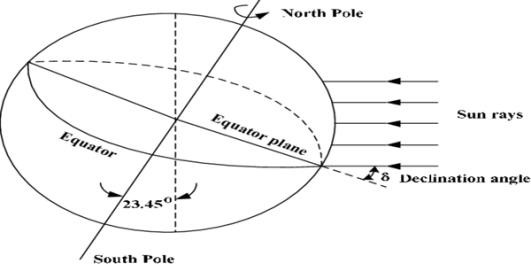 North Pole
Sun rays
Equator plane
Equator
δ Declination angle
23.45°
South Pole